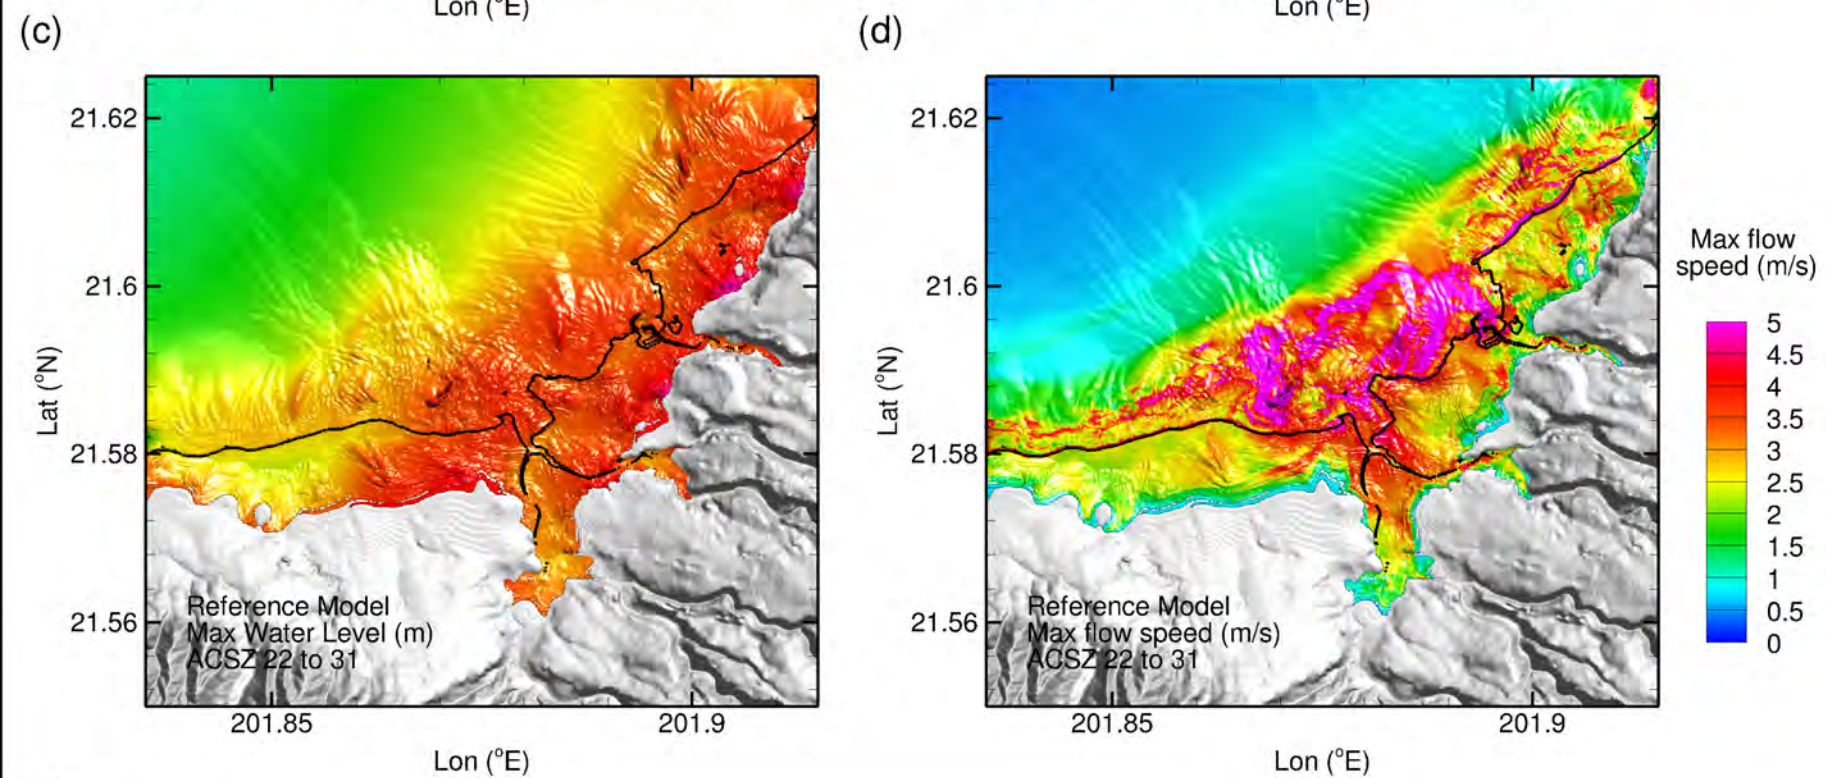 Lon (°E)
Lon (°E)
(c)
(d)
21.62
21.6
21.58
21.56
Lat (°N)
Reference Model
Max Water Level (m)
ACSZ 22 to 31
201.85
201.9
Lon (°E)
21.62
21.6
21.58
21.56
Lat (°N)
Reference Model
Max flow speed (m/s)
ACSZ 22 to 31
201.85
201.9
Lon (°E)
Max flow
speed (m/s)
5
4.5
4
3.5
3
2.5
2
1.5
1
0.5
0